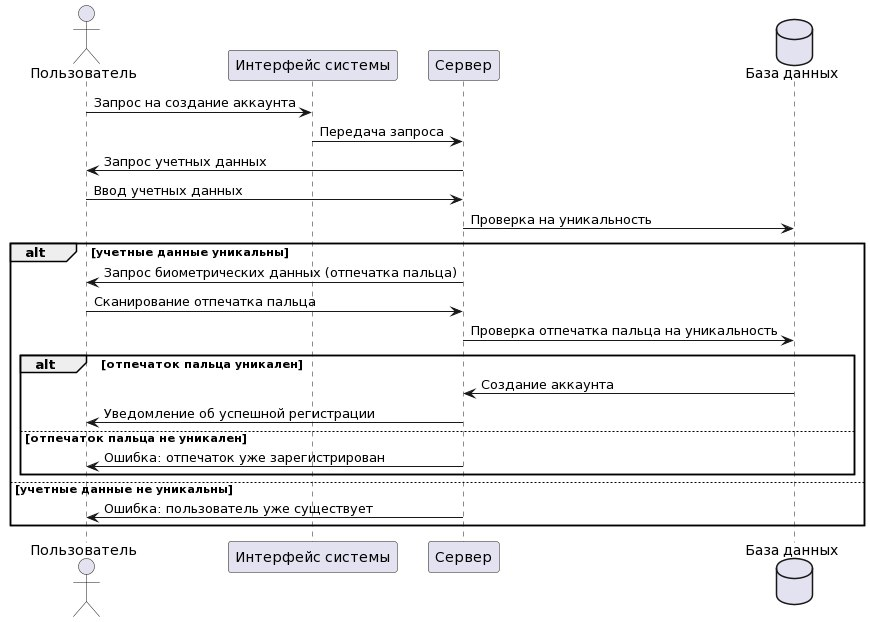 Пользователь
Интерфейс системы
Сервер
База данных
Запрос на создание аккаунта
Передача запроса
Запрос учетных данных
Ввод учетных данных
Проверка на уникальность
alt [учетные данные уникальны]
Запрос биометрических данных (отпечатка пальца)
Сканирование отпечатка пальца
Проверка отпечатка пальца на уникальность
alt [отпечаток пальца уникален]
Создание аккаунта
Уведомление об успешной регистрации
[отпечаток пальца не уникален]
Ошибка: отпечаток уже зарегистрирован
[учетные данные не уникальны]
Ошибка: пользователь уже существует
Пользователь
Интерфейс системы
Сервер
База данных